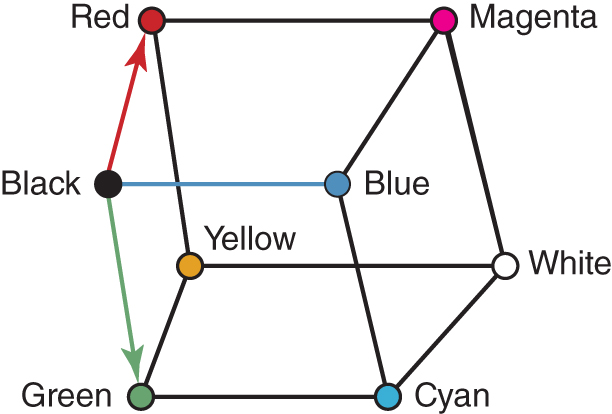 Red
Magenta
Black
Blue
Yellow
White
Green
Cyan